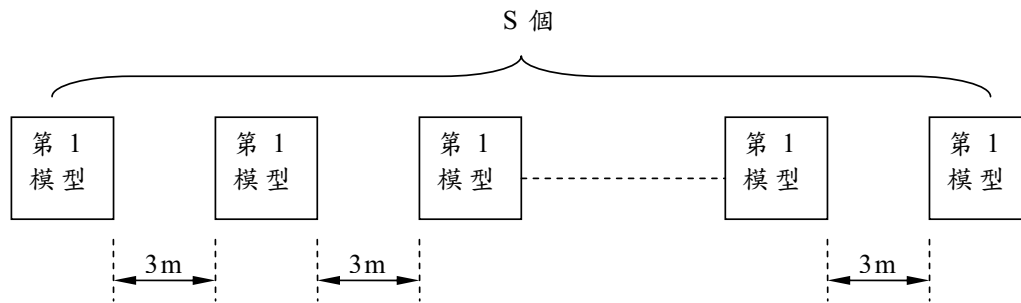 S 個
第 1 第 1 第 1 第 1 第 1
模型 模型 模型 模型 模型
3m 3m 3m